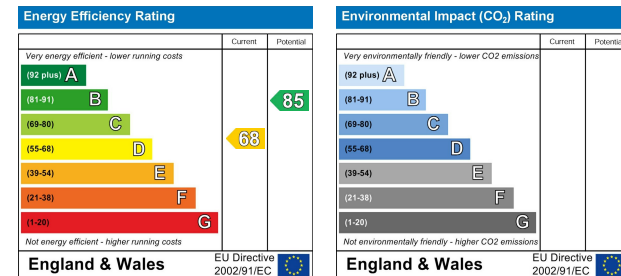 Energy Efficiency Rating
Current Potential
Very energy efficient - lower running costs
(92 plus) A
(81-91) B
85
(69-80) C
68
(55-68) D
(39-54) E
(21-38) F
(1-20) G
Not energy efficient - higher running costs
England & Wales
EU Directive
2002/91/EC
Environmental Impact (CO₂) Rating
Current Potentia
Very environmentally friendly - lower CO2 emissions
(92 plus) A
(81-91) B
(69-80) C
(55-68) D
(39-54) E
(21-38) F
(1-20) G
Not environmentally friendly - higher CO2 emissions
England & Wales
EU Directive
2002/91/EC